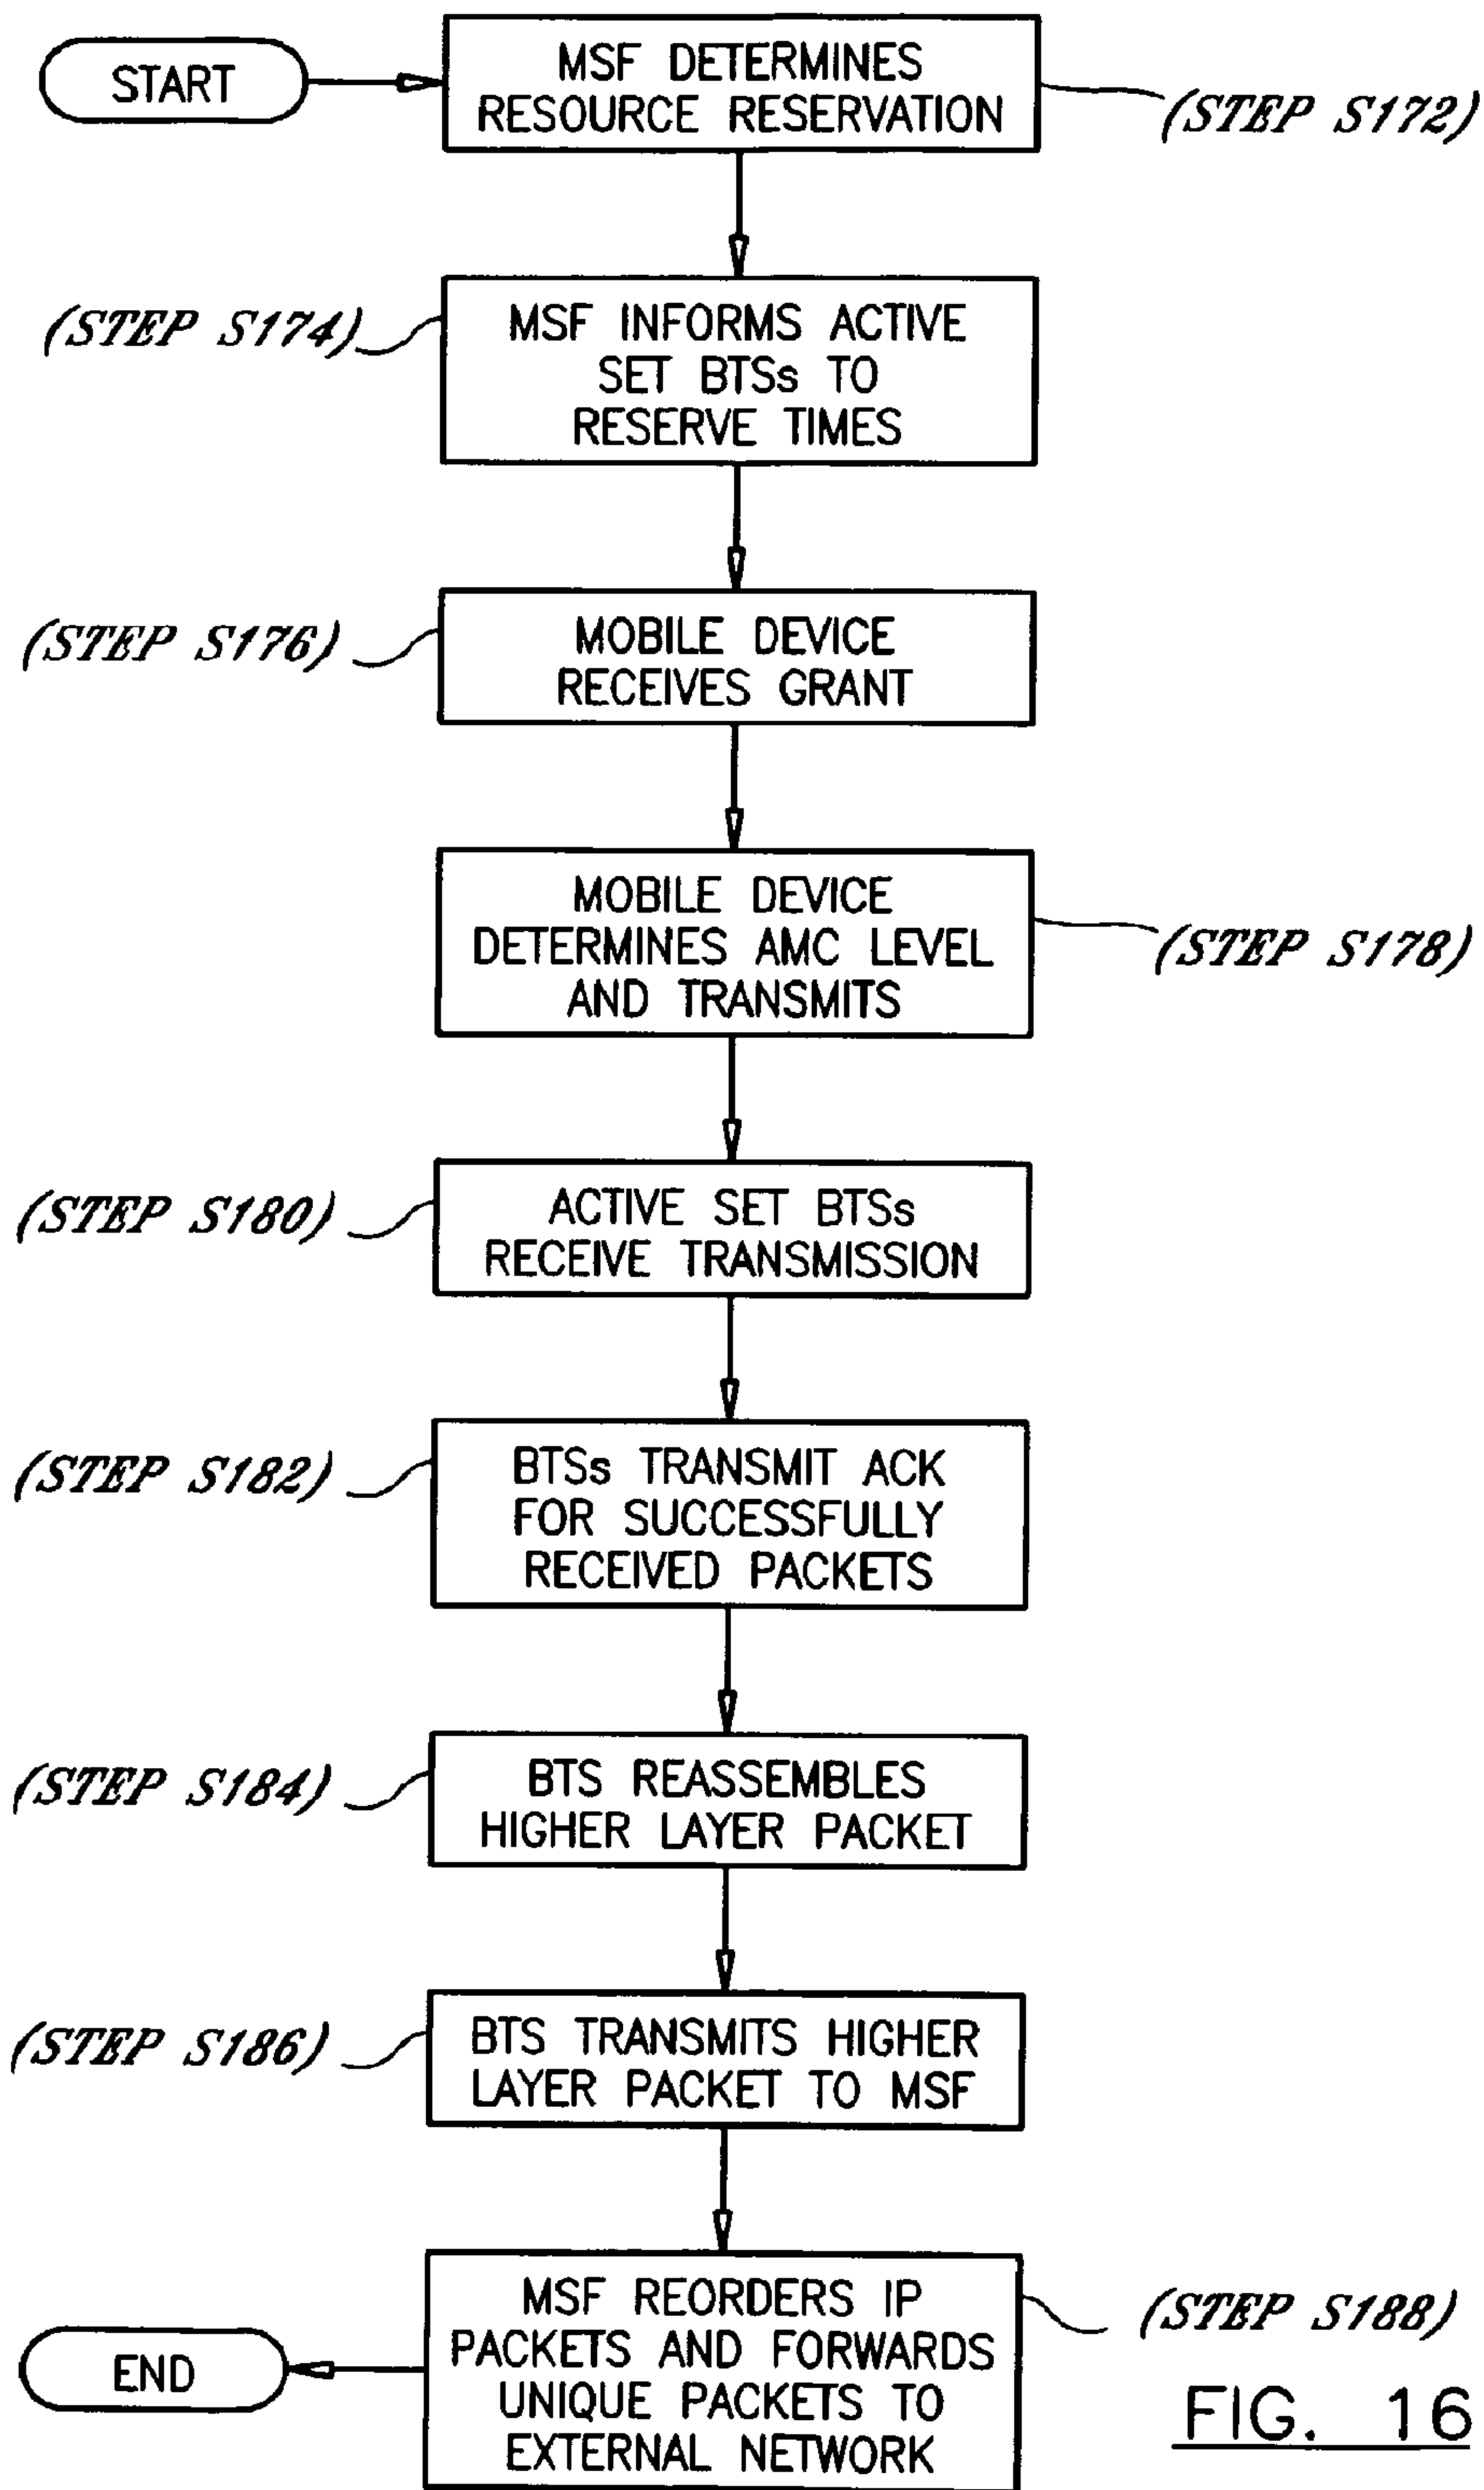 START
MSF DETERMINES
RESOURCE RESERVATION
(STEP S172)
(STEP S174)
MSF INFORMS ACTIVE
SET BTSs TO
RESERVE TIMES
(STEP S176)
MOBILE DEVICE
RECEIVES GRANT
MOBILE DEVICE
DETERMINES AMC LEVEL
AND TRANSMITS
(STEP S178)
(STEP S180)
ACTIVE SET BTSs
RECEIVE TRANSMISSION
(STEP S182)
BTSs TRANSMIT ACK
FOR SUCCESSFULLY
RECEIVED PACKETS
(STEP S184)
BTS REASSEMBLES
HIGHER LAYER PACKET
(STEP S186)
BTS TRANSMITS HIGHER
LAYER PACKET TO MSF
MSF REORDERS IP
PACKETS AND FORWARDS
UNIQUE PACKETS TO
EXTERNAL NETWORK
(STEP S188)
END
FIG. 16